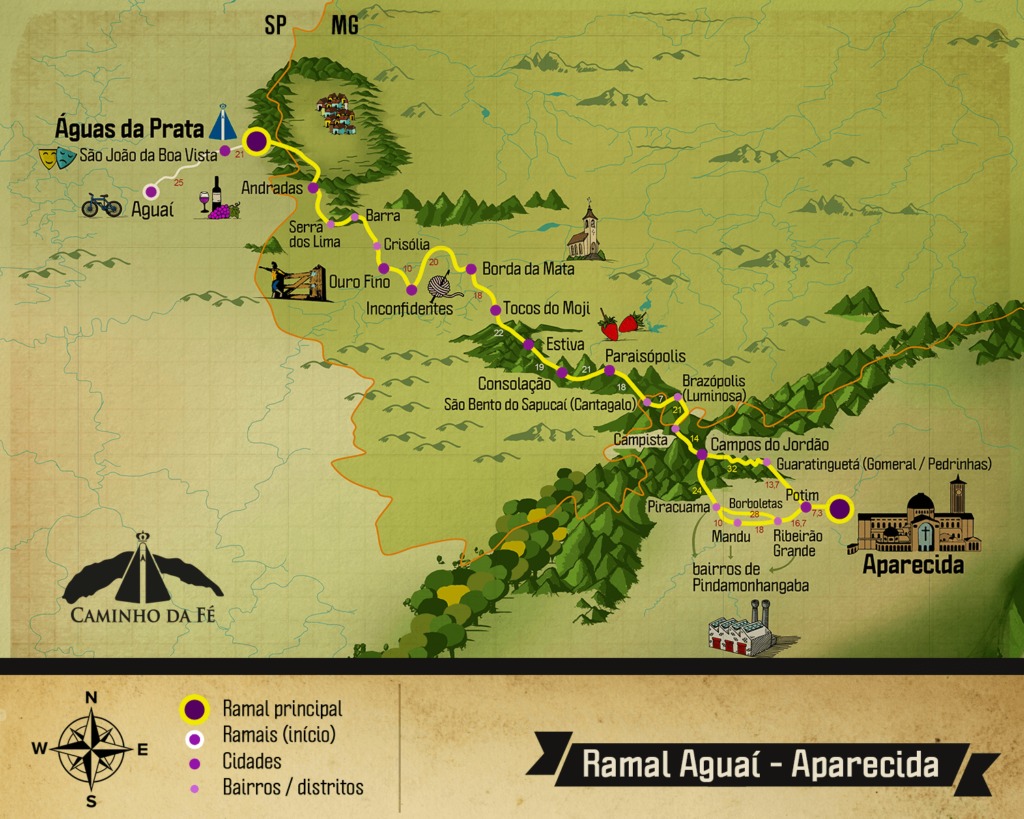 SP
MG
Águas da Prata
São João da Boa Vista
21
25
Aguaí
Andradas
Serra
dos Lima
Barra
Crisólia
Ouro Fino
10
20
Inconfidentes
Borda da Mata
18
Tocos do Moji
22
Estiva
19
Consolação
21
Paraisópolis
18
São Bento do Sapucaí (Cantagalo)
7
Brazópolis
(Luminosa)
21
Campista
14
Campos do Jordão
32
Guaratinguetá (Gomeral / Pedrinhas)
13,7
24
Piracuama
Borboletas
28
Potim
7,3
10
18
16,7
Mandu
Ribeirão
Grande
Aparecida
bairros de
Pindamonhangaba
CAMINHO DA FÉ
N
W
E
S
Ramal principal
Ramais (início)
Cidades
Bairros / distritos
Ramal Aguaí - Aparecida